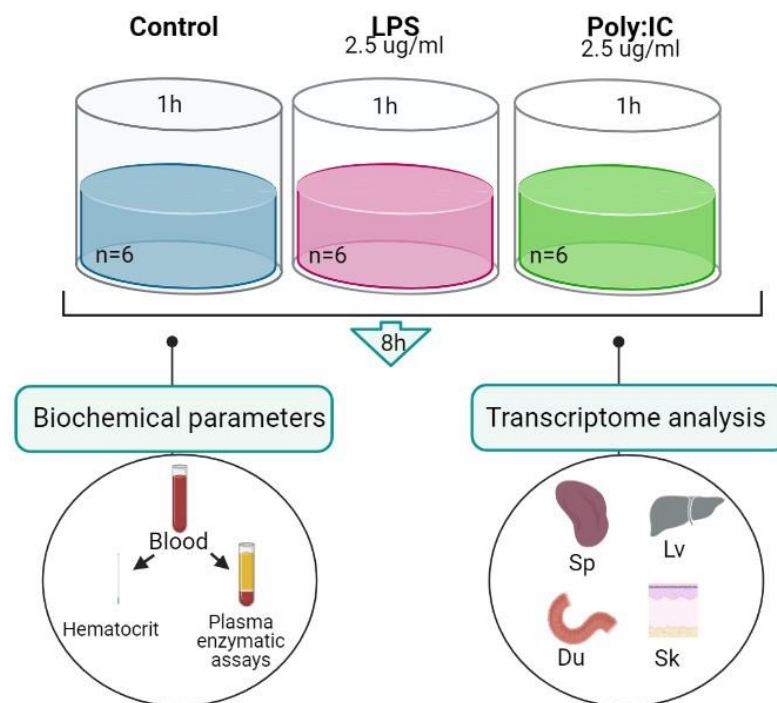 Control
LPS
2.5 ug/ml
Poly:IC
2.5 ug/ml
1h
1h
1h
n=6
n=6
n=6
8h
Biochemical parameters
Transcriptome analysis
Blood
Hematocrit
Plasma
enzymatic
assays
Sp
Lv
Du
Sk